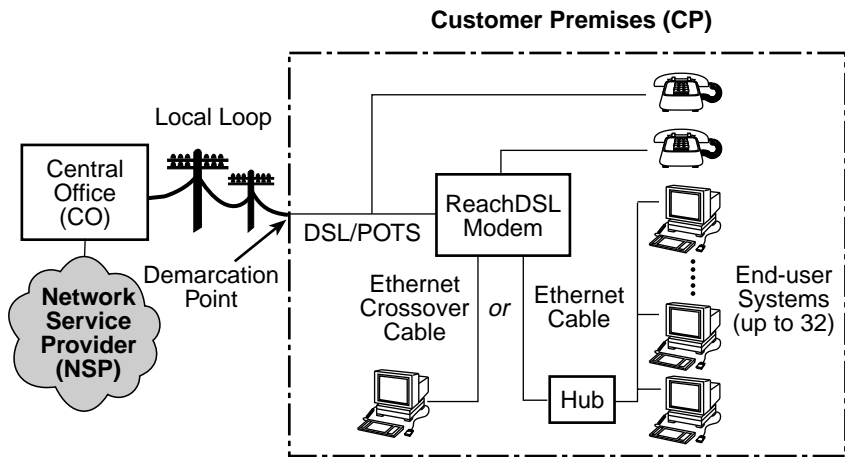 Customer Premises (CP)
Local Loop
Central
Office
(CO)
ReachDSL
Modem
DSL/POTS
Demarcation
Point
Network
Service
Provider
(NSP)
Ethernet
Crossover
Cable
or
Ethernet
Cable
End-user
Systems
(up to 32)
Hub